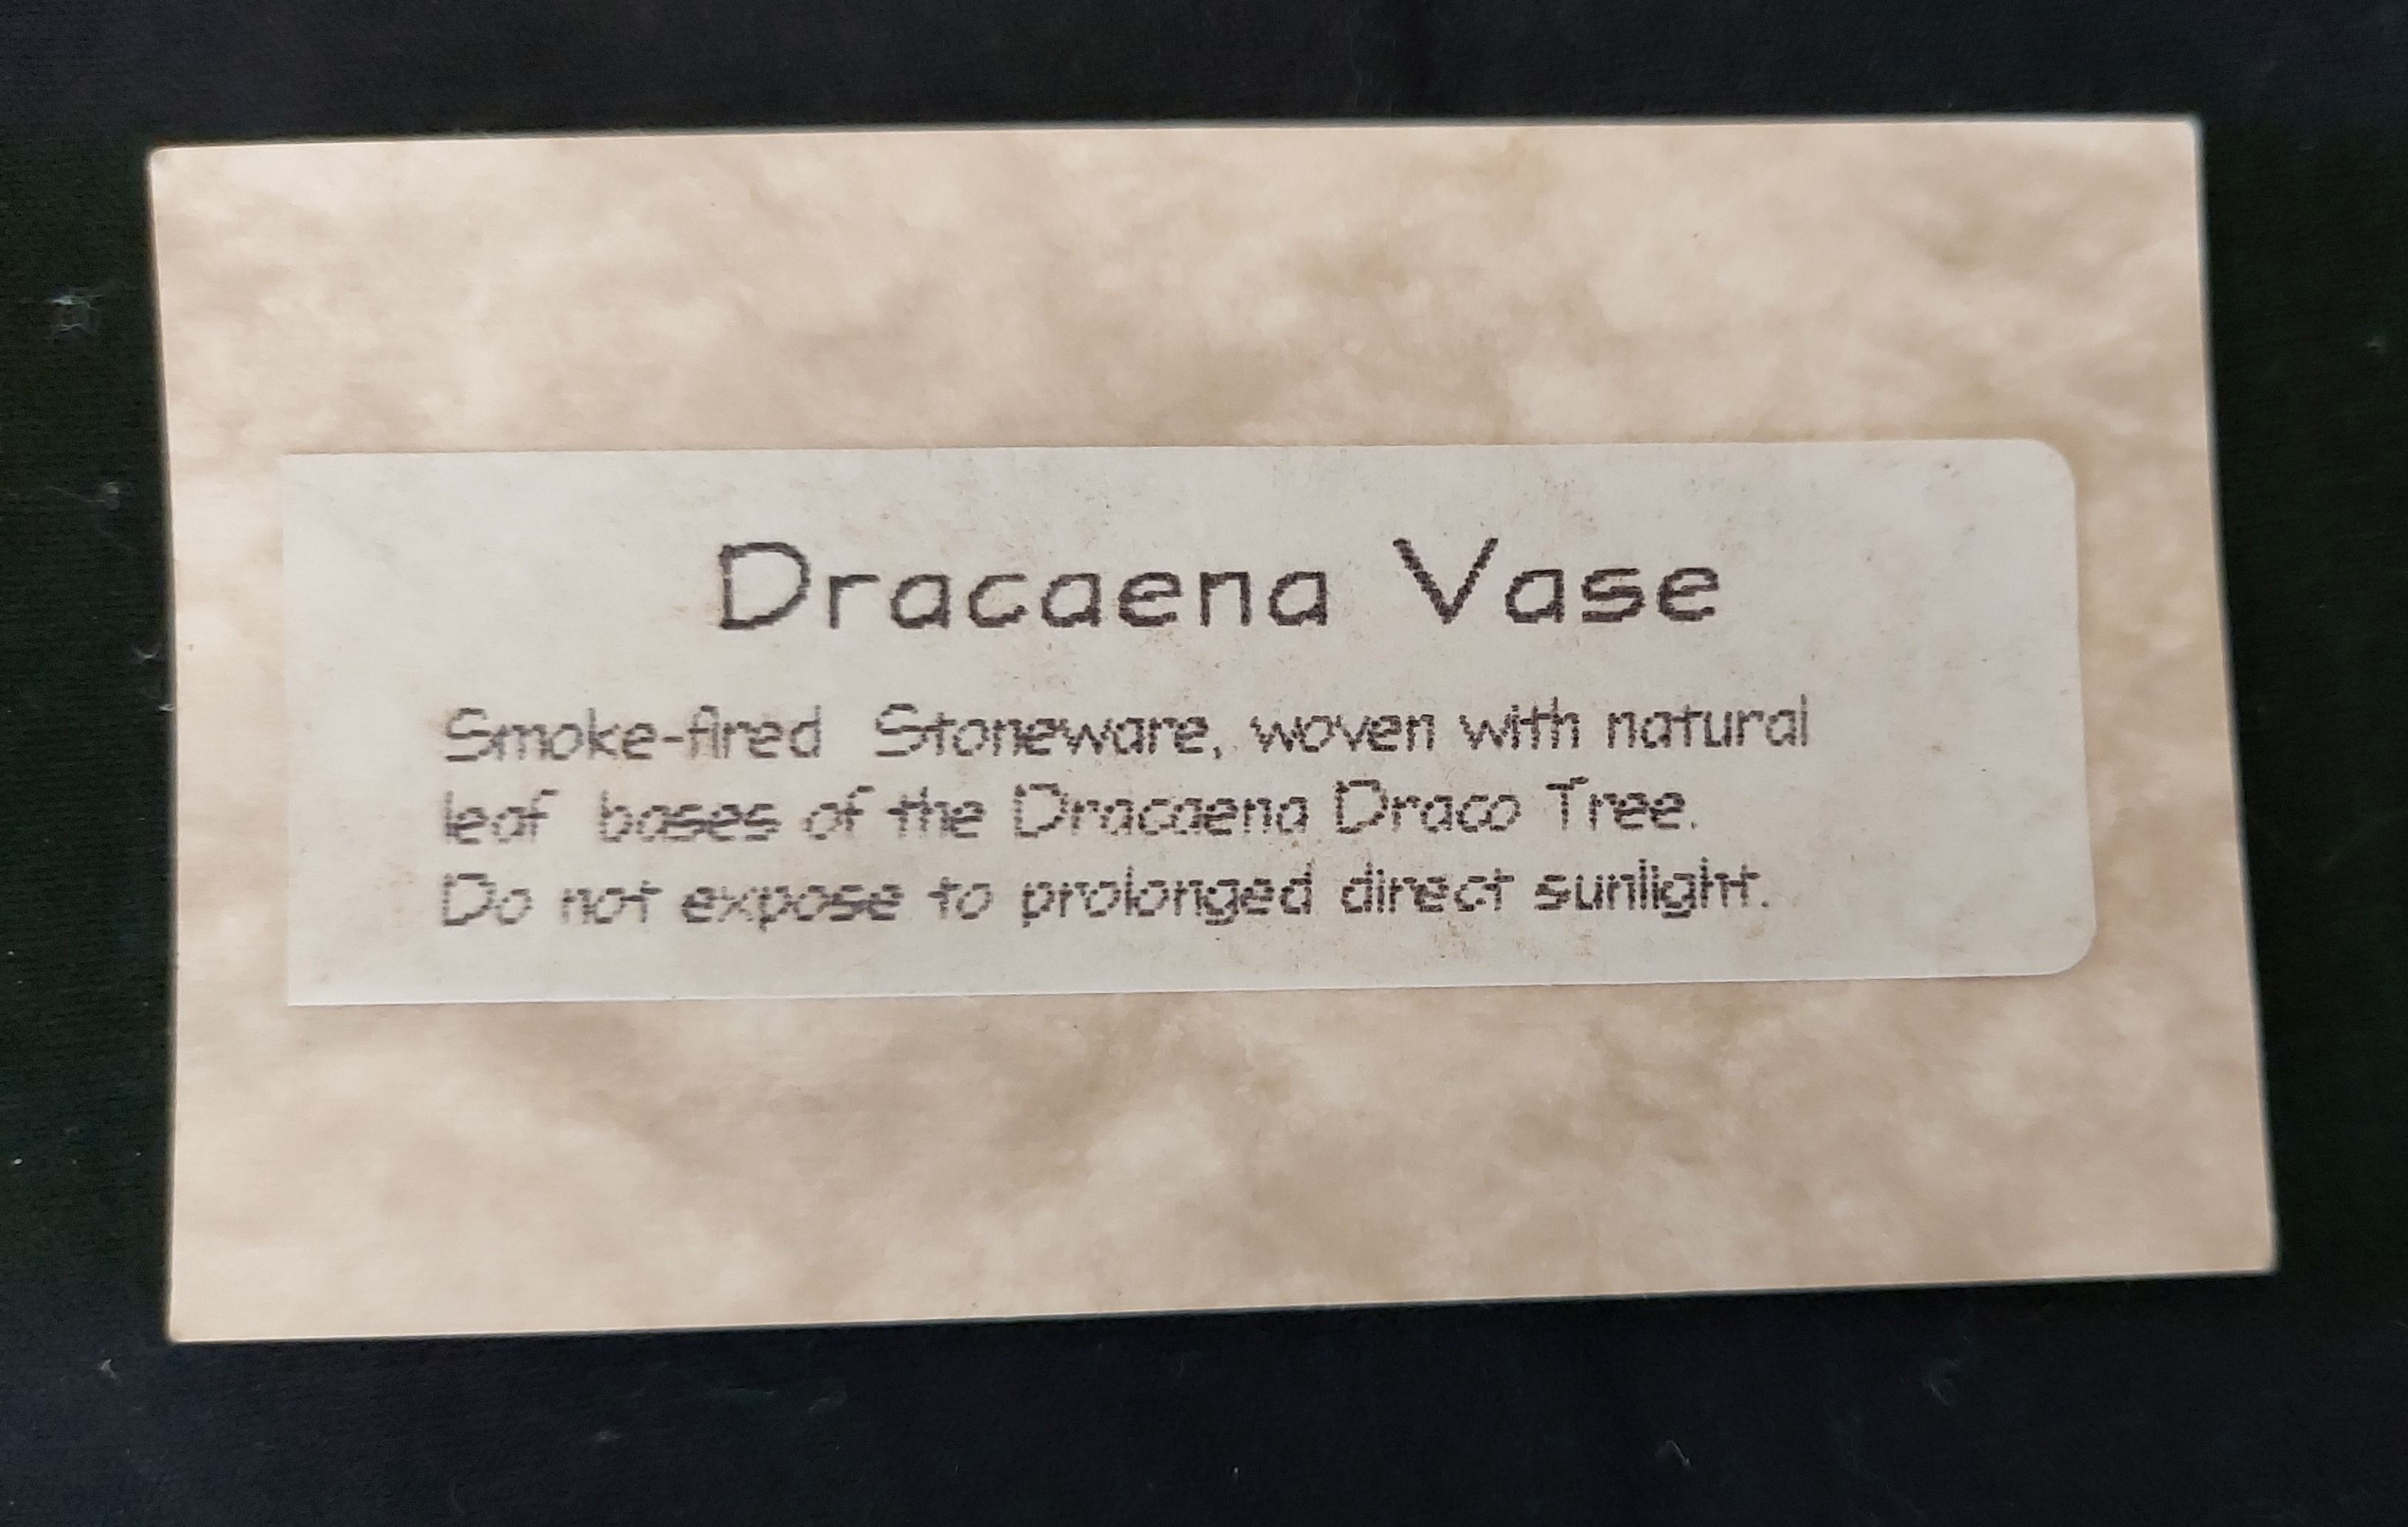 Dracaena Vase
Smoke-fired Stoneware, woven with natural
leaf bases of the Dracaena Draco Tree.
Do not expose to prolonged direct sunlight.